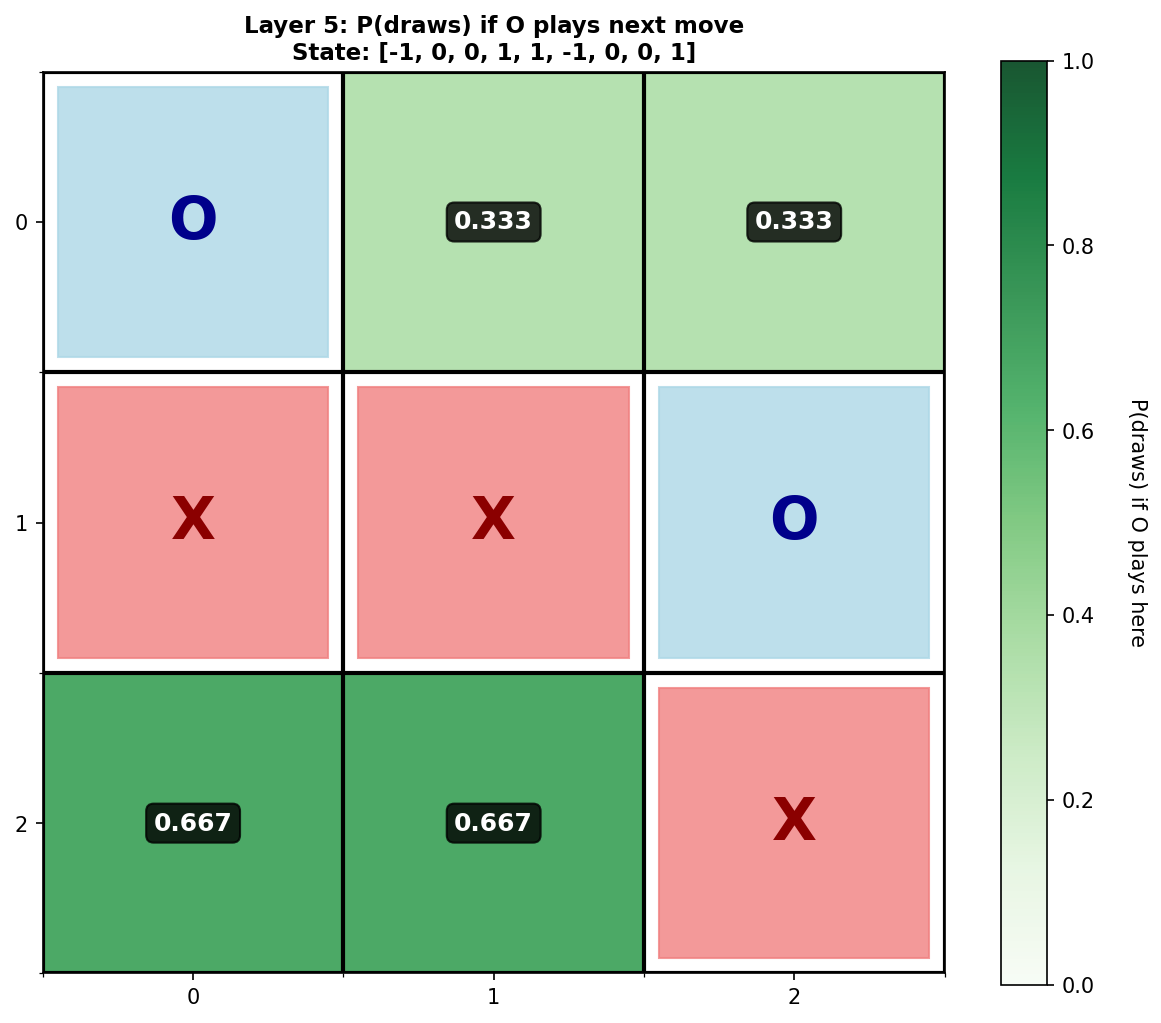 Layer 5: P(draws) if O plays next move
State: [-1, 0, 0, 1, 1, -1, 0, 0, 1]
0
O
0.333
0.333
1
X
X
O
2
0.667
0.667
X
0
1
2
1.0
0.8
0.6
0.4
0.2
0.0
P(draws) if O plays here